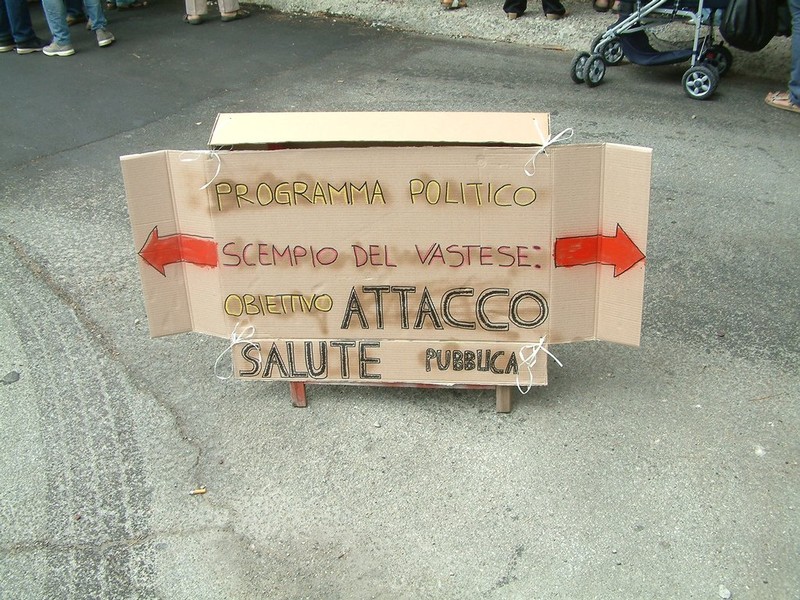 PROGRAMMA POLITICO
SCEMPIO DEL VASTESE:
OBIETTIVO ATTACCO
SALUTE PUBBLICA